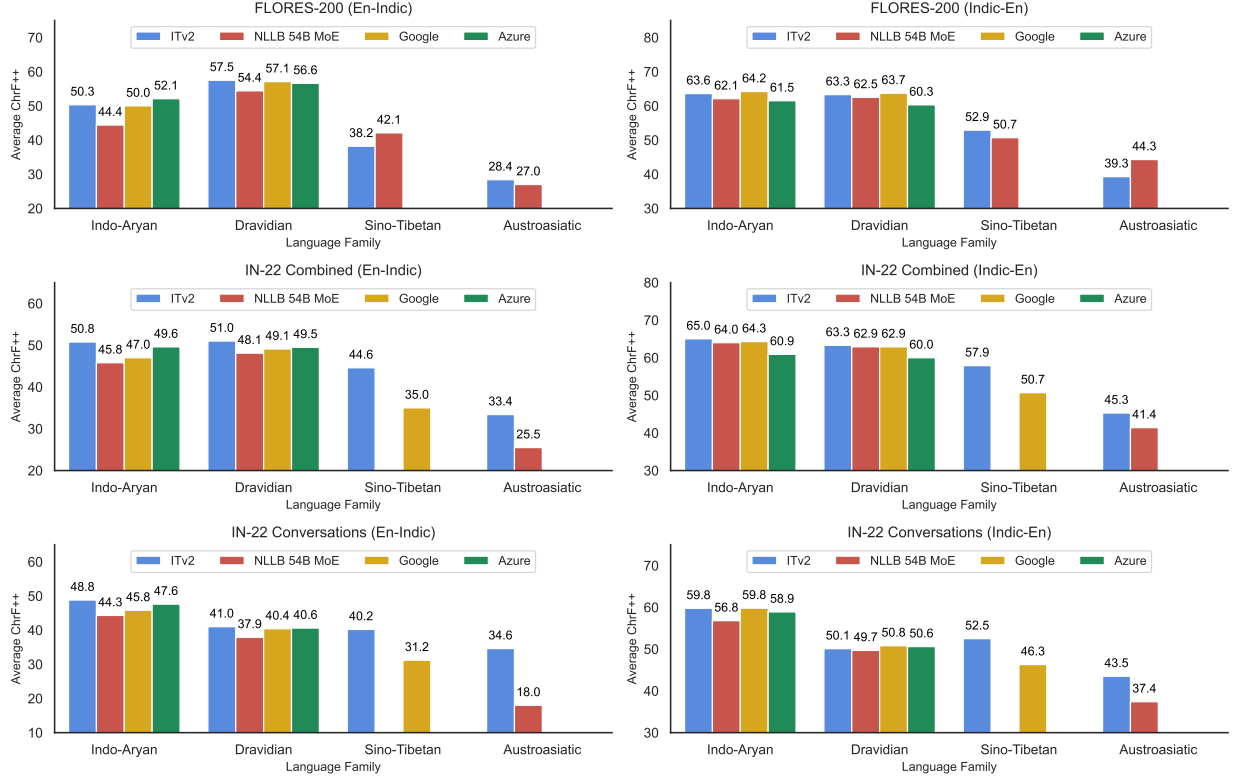 FLORES-200 (En-Indic)
ITv2 NLLB 54B MoE Google Azure
Average ChrF++
70
60
50
40
30
20
50.3 44.4 50.0 52.1
57.5 54.4 57.1 56.6
38.2 42.1
28.4 27.0
Indo-Aryan Dravidian Sino-Tibetan Austroasiatic
Language Family
FLORES-200 (Indic-En)
ITv2 NLLB 54B MoE Google Azure
Average ChrF++
80
70
60
50
40
30
63.6 62.1 64.2 61.5
63.3 62.5 63.7 60.3
52.9 50.7
39.3 44.3
Indo-Aryan Dravidian Sino-Tibetan Austroasiatic
Language Family
IN-22 Combined (En-Indic)
ITv2 NLLB 54B MoE Google Azure
Average ChrF++
60
50
40
30
20
50.8 45.8 47.0 49.6
51.0 48.1 49.1 49.5
44.6 35.0
33.4 25.5
Indo-Aryan Dravidian Sino-Tibetan Austroasiatic
Language Family
IN-22 Combined (Indic-En)
ITv2 NLLB 54B MoE Google Azure
Average ChrF++
80
70
60
50
40
30
65.0 64.0 64.3 60.9
63.3 62.9 62.9 60.0
57.9 50.7
45.3 41.4
Indo-Aryan Dravidian Sino-Tibetan Austroasiatic
Language Family
IN-22 Conversations (En-Indic)
ITv2 NLLB 54B MoE Google Azure
Average ChrF++
60
50
40
30
20
10
48.8 44.3 45.8 47.6
41.0 37.9 40.4 40.6
40.2 31.2
34.6 18.0
Indo-Aryan Dravidian Sino-Tibetan Austroasiatic
Language Family
IN-22 Conversations (Indic-En)
ITv2 NLLB 54B MoE Google Azure
Average ChrF++
70
60
50
40
30
59.8 56.8 59.8 58.9
50.1 49.7 50.8 50.6
52.5 46.3
43.5 37.4
Indo-Aryan Dravidian Sino-Tibetan Austroasiatic
Language Family